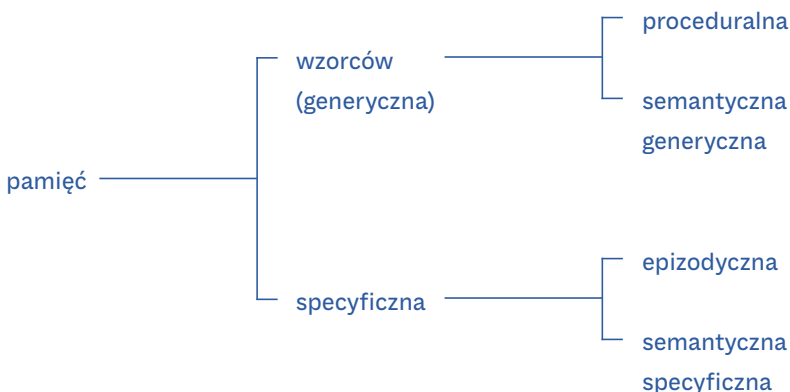 proceduralna
wzorców
(generyczna)
semantyczna
generyczna
pamięć
epizodyczna
specyficzna
semantyczna
specyficzna